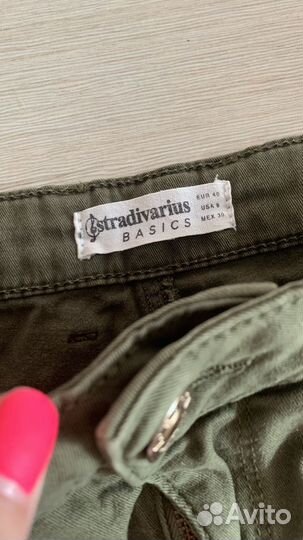 stradivarius
BASICS
EUR 40
USA 8
MEX 30
Avito